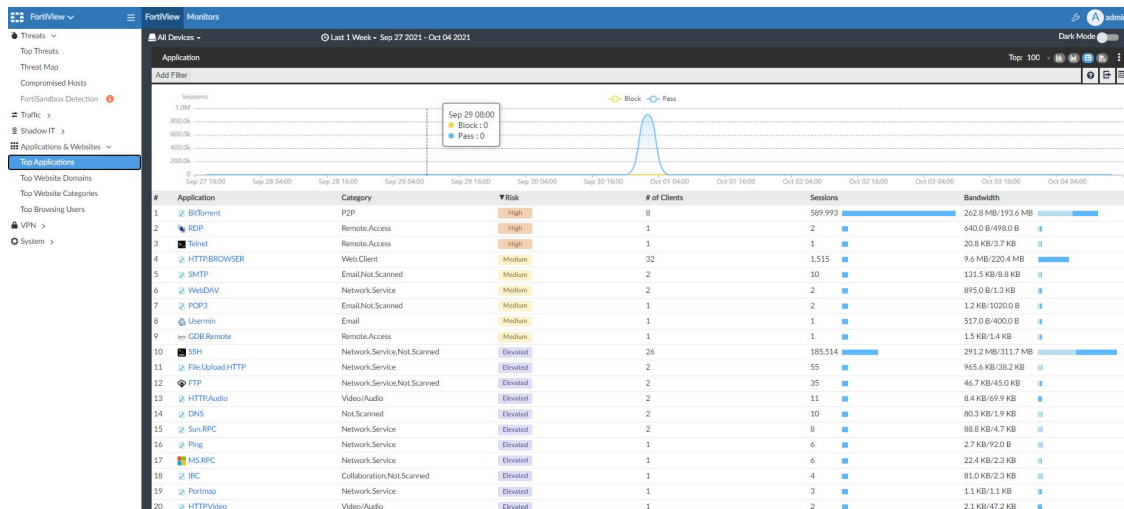 FortiView
FortiView Monitors
admin
Threats
Top Threats
Threat Map
Compromised Hosts
FortiSandbox Detection
Traffic
Shadow IT
Applications & Websites
Top Applications
Top Website Domains
Top Website Categories
Top Browsing Users
VPN
System
All Devices
Last 1 Week - Sep 27 2021 - Oct 04 2021
Dark Mode
Application
Top: 100
Add Filter
Sessions
Block Pass
1.0M
800.0k
600.0k
400.0k
200.0k
0
Sep 29 08:00
Block : 0
Pass : 0
Sep 27 16:00 Sep 28 04:00 Sep 28 16:00 Sep 29 04:00 Sep 29 16:00 Sep 30 04:00 Sep 30 16:00 Oct 01 04:00 Oct 01 16:00 Oct 02 04:00 Oct 02 16:00 Oct 03 04:00 Oct 03 16:00 Oct 04 04:00
# Application Category ▼Risk # of Clients Sessions Bandwidth
1 BitTorrent P2P High 8 589,993 262.8 MB/193.6 MB
2 RDP Remote.Access High 1 2 640.0 B/498.0 B
3 Telnet Remote.Access High 1 1 20.8 KB/3.7 KB
4 HTTP.BROWSER Web.Client Medium 32 1,515 9.6 MB/220.4 MB
5 SMTP Email,Not.Scanned Medium 2 10 131.5 KB/8.8 KB
6 WebDAV Network.Service Medium 2 2 895.0 B/1.3 KB
7 POP3 Email,Not.Scanned Medium 1 2 1.2 KB/1020.0 B
8 Usermin Email Medium 1 1 517.0 B/400.0 B
9 GDB.Remote Remote.Access Medium 1 1 1.5 KB/1.4 KB
10 SSH Network.Service,Not.Scanned Elevated 26 185,514 291.2 MB/311.7 MB
11 File.Upload.HTTP Network.Service Elevated 2 55 965.6 KB/38.2 KB
12 FTP Network.Service,Not.Scanned Elevated 2 35 46.7 KB/45.0 KB
13 HTTP.Audio Video/Audio Elevated 2 11 8.4 KB/69.9 KB
14 DNS Not.Scanned Elevated 2 10 80.3 KB/1.9 KB
15 Sun.RPC Network.Service Elevated 2 8 88.8 KB/4.7 KB
16 Ping Network.Service Elevated 1 6 2.7 KB/92.0 B
17 MS.RPC Network.Service Elevated 1 6 22.4 KB/2.3 KB
18 IRC Collaboration,Not.Scanned Elevated 1 4 81.0 KB/2.3 KB
19 Portmap Network.Service Elevated 1 3 1.1 KB/1.1 KB
20 HTTP.Video Video/Audio Elevated 1 2 2.1 KB/47.2 KB